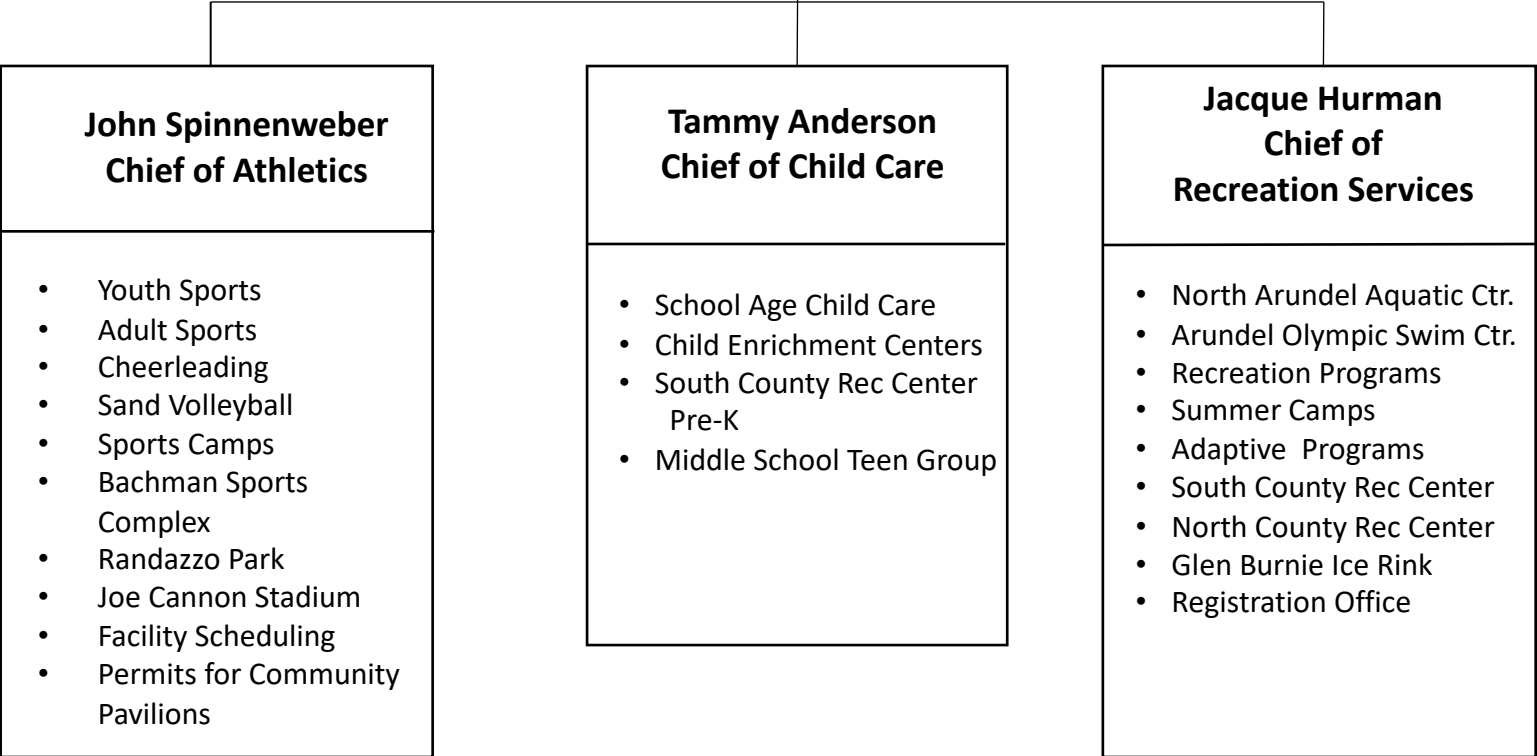 John Spinnenweber
Chief of Athletics
• Youth Sports
• Adult Sports
• Cheerleading
• Sand Volleyball
• Sports Camps
• Bachman Sports
Complex
• Randazzo Park
• Joe Cannon Stadium
• Facility Scheduling
• Permits for Community
Pavilions
Tammy Anderson
Chief of Child Care
• School Age Child Care
• Child Enrichment Centers
• South County Rec Center
Pre-K
• Middle School Teen Group
Jacque Hurman
Chief of
Recreation Services
• North Arundel Aquatic Ctr.
• Arundel Olympic Swim Ctr.
• Recreation Programs
• Summer Camps
• Adaptive  Programs
• South County Rec Center
• North County Rec Center
• Glen Burnie Ice Rink
• Registration Office